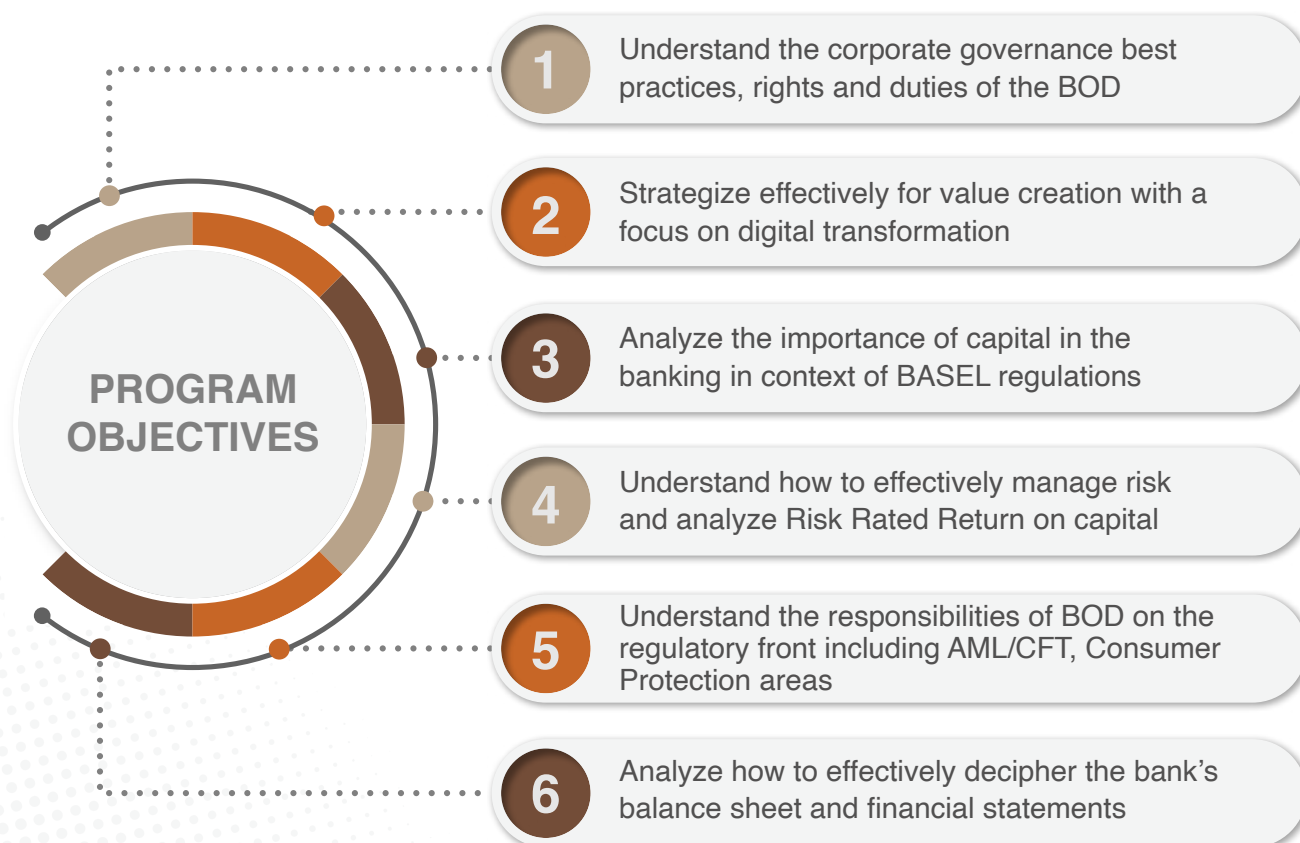 PROGRAM
OBJECTIVES
1
Understand the corporate governance best
practices, rights and duties of the BOD
2
Strategize effectively for value creation with a
focus on digital transformation
3
Analyze the importance of capital in the
banking in context of BASEL regulations
4
Understand how to effectively manage risk
and analyze Risk Rated Return on capital
5
Understand the responsibilities of BOD on the
regulatory front including AML/CFT, Consumer
Protection areas
6
Analyze how to effectively decipher the bank’s
balance sheet and financial statements